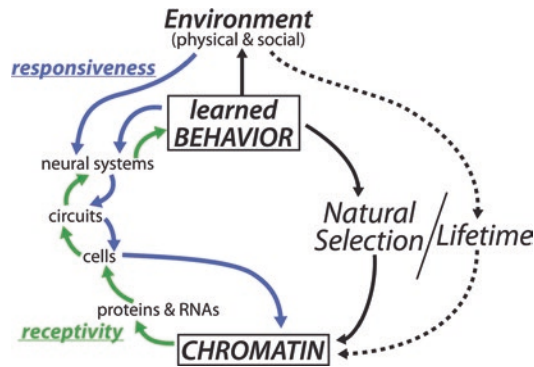 Environment
(physical & social)
responsiveness
learned
BEHAVIOR
neural systems
circuits
Natural
Selection / Lifetime
cells
proteins & RNAs
receptivity
CHROMATIN